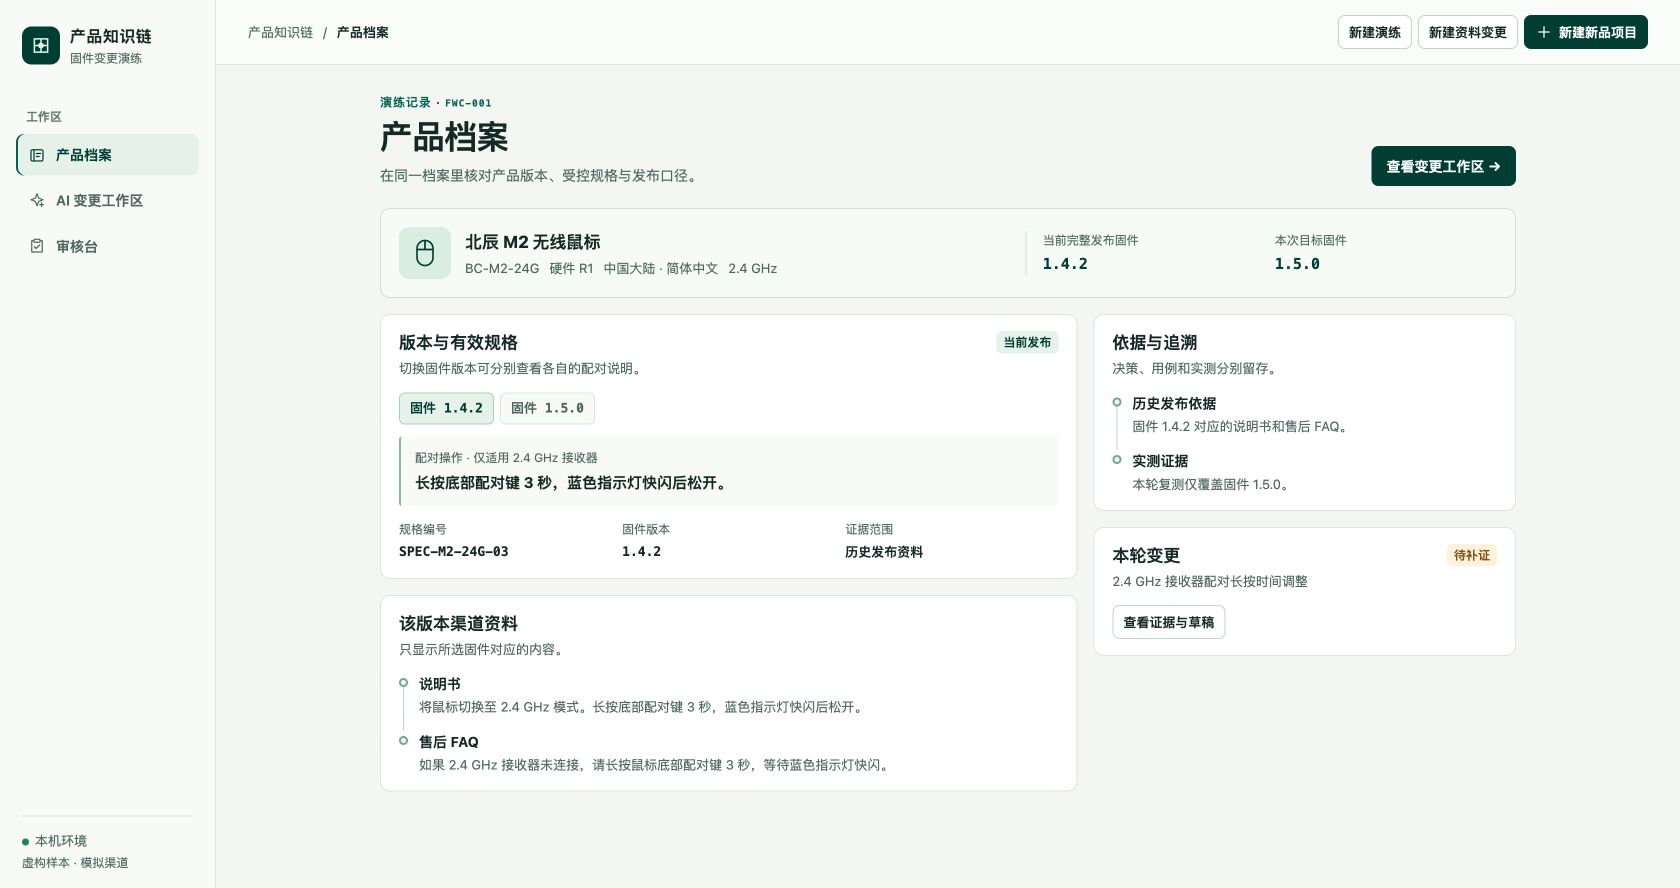 产品知识链
固件变更演练
工作区
产品档案
AI 变更工作区
审核台
本机环境
虚构样本 · 模拟渠道
产品知识链 / 产品档案
新建演练
新建资料变更
新建新品项目
演练记录 · FWC-001
产品档案
在同一档案里核对产品版本、受控规格与发布口径。
查看变更工作区 →
北辰 M2 无线鼠标
BC-M2-24G 硬件 R1 中国大陆 · 简体中文 2.4 GHz
当前完整发布固件
1.4.2
本次目标固件
1.5.0
版本与有效规格
当前发布
切换固件版本可分别查看各自的配对说明。
固件 1.4.2
固件 1.5.0
配对操作 · 仅适用 2.4 GHz 接收器
长按底部配对键 3 秒，蓝色指示灯快闪后松开。
规格编号
SPEC-M2-24G-03
固件版本
1.4.2
证据范围
历史发布资料
该版本渠道资料
只显示所选固件对应的内容。
说明书
将鼠标切换至 2.4 GHz 模式。长按底部配对键 3 秒，蓝色指示灯快闪后松开。
售后 FAQ
如果 2.4 GHz 接收器未连接，请长按鼠标底部配对键 3 秒，等待蓝色指示灯快闪。
依据与追溯
决策、用例和实测分别留存。
历史发布依据
固件 1.4.2 对应的说明书和售后 FAQ。
实测证据
本轮复测仅覆盖固件 1.5.0。
本轮变更
待补证
2.4 GHz 接收器配对长按时间调整
查看证据与草稿